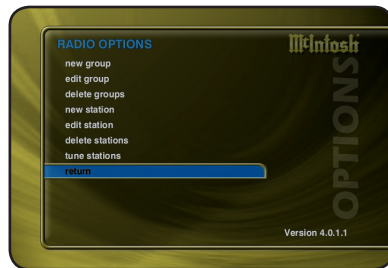 RADIO OPTIONS
McIntosh
new group
edit group
delete groups
new station
edit station
delete stations
tune stations
return
OPTIONS
Version 4.0.1.1